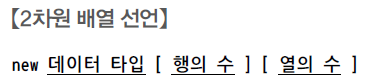 【2차원 배열 선언】
new 데이터 타입 [ 행의 수 ] [ 열의 수 ]